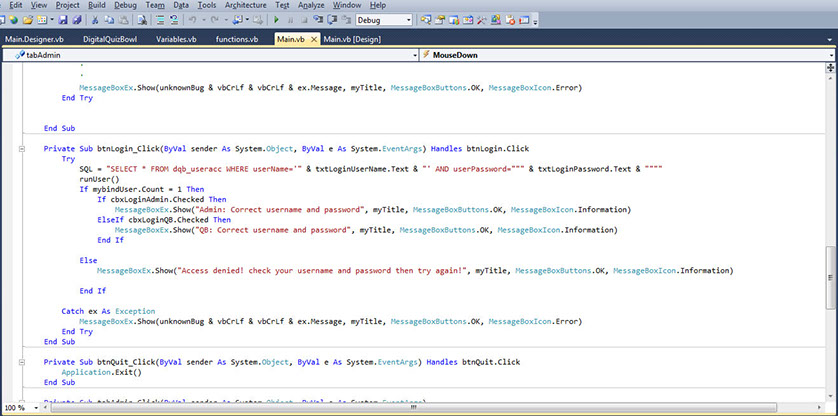 Edit View Project Build Debug Team Data Tools Architecture Test Analyze Window Help
Debug
Main.Designer.vb DigitalQuizBowl Variables.vb functions.vb Main.vb Main.vb [Design]
tabAdmin MouseDown
.
.
MessageBoxEx.Show(unknownBug & vbCrLf & vbCrLf & ex.Message, myTitle, MessageBoxButtons.OK, MessageBoxIcon.Error)
End Try
End Sub
Private Sub btnLogin_Click(ByVal sender As System.Object, ByVal e As System.EventArgs) Handles btnLogin.Click
Try
SQL = "SELECT * FROM dqb_useracc WHERE userName='" & txtLoginUserName.Text & "' AND userPassword=""" & txtLoginPassword.Text & """"
runUser()
If mybindUser.Count = 1 Then
If cbxLoginAdmin.Checked Then
MessageBoxEx.Show("Admin: Correct username and password", myTitle, MessageBoxButtons.OK, MessageBoxIcon.Information)
ElseIf cbxLoginQB.Checked Then
MessageBoxEx.Show("QB: Correct username and password", myTitle, MessageBoxButtons.OK, MessageBoxIcon.Information)
End If
Else
MessageBoxEx.Show("Access denied! check your username and password then try again!", myTitle, MessageBoxButtons.OK, MessageBoxIcon.Information)
End If
Catch ex As Exception
MessageBoxEx.Show(unknownBug & vbCrLf & vbCrLf & ex.Message, myTitle, MessageBoxButtons.OK, MessageBoxIcon.Error)
End Try
End Sub
Private Sub btnQuit_Click(ByVal sender As System.Object, ByVal e As System.EventArgs) Handles btnQuit.Click
Application.Exit()
End Sub
100 %